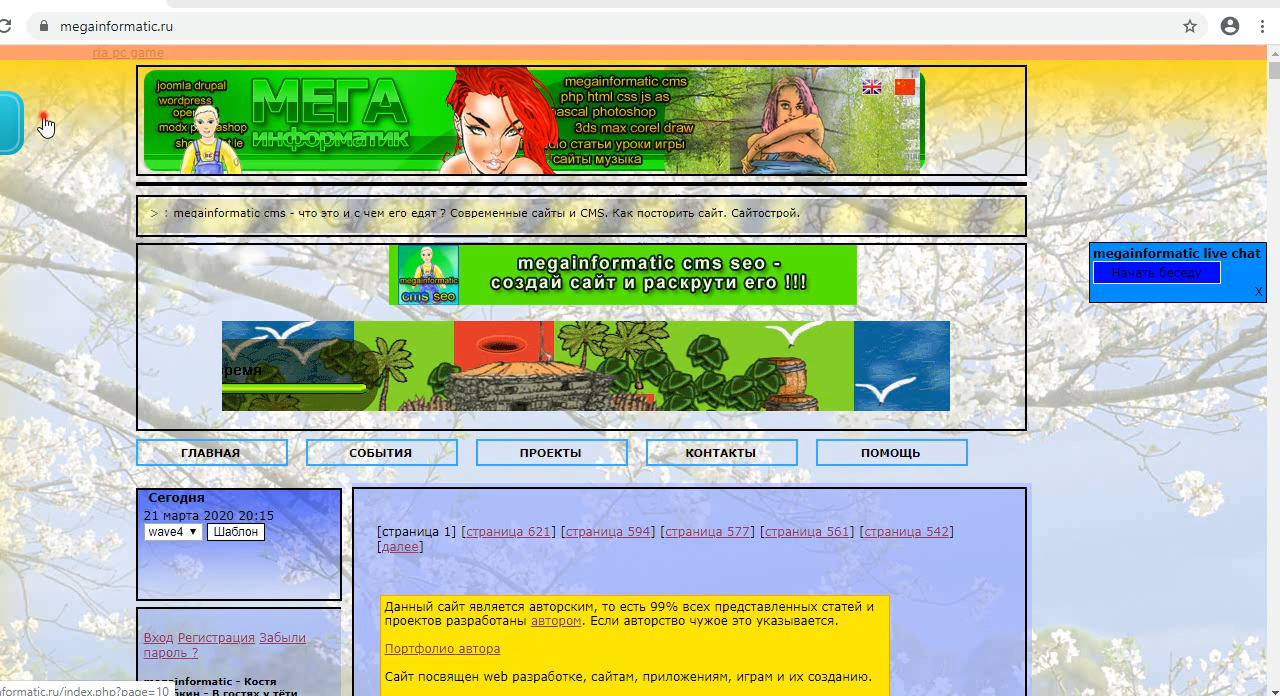 megainformatic.ru
ria pc game
joomla drupal
wordpress
МЕГА
информатик
megainformatic cms
php html css js as
pascal photoshop
3ds max corel draw
статьи уроки игры
сайты музыка
> : megainformatic cms - что это и с чем его едят ? Современные сайты и CMS. Как посторить сайт. Сайтострой.
megainformatic
cms seo
megainformatic cms seo -
создай сайт и раскрути его !!!
megainformatic live chat
Начать беседу
X
ГЛАВНАЯ СОБЫТИЯ ПРОЕКТЫ КОНТАКТЫ ПОМОЩЬ
Сегодня
21 марта 2020 20:15
wave4 ▼ Шаблон
[страница 1] [страница 621] [страница 594] [страница 577] [страница 561] [страница 542]
[далее]
Данный сайт является авторским, то есть 99% всех представленных статей и
проектов разработаны автором. Если авторство чужое это указывается.
Портфолио автора
Сайт посвящен web разработке, сайтам, приложениям, играм и их созданию.
Вход Регистрация Забыли
пароль ?
megainformatic - Костя
- В гостях у тёти
nformatic.ru/index.php?page=10